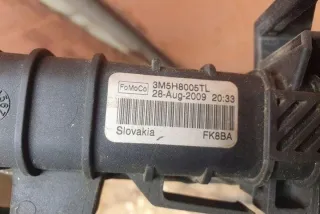 FoMoCo 3M5H8005TL
28-Aug-2009 20:33
Slovakia FK8BA